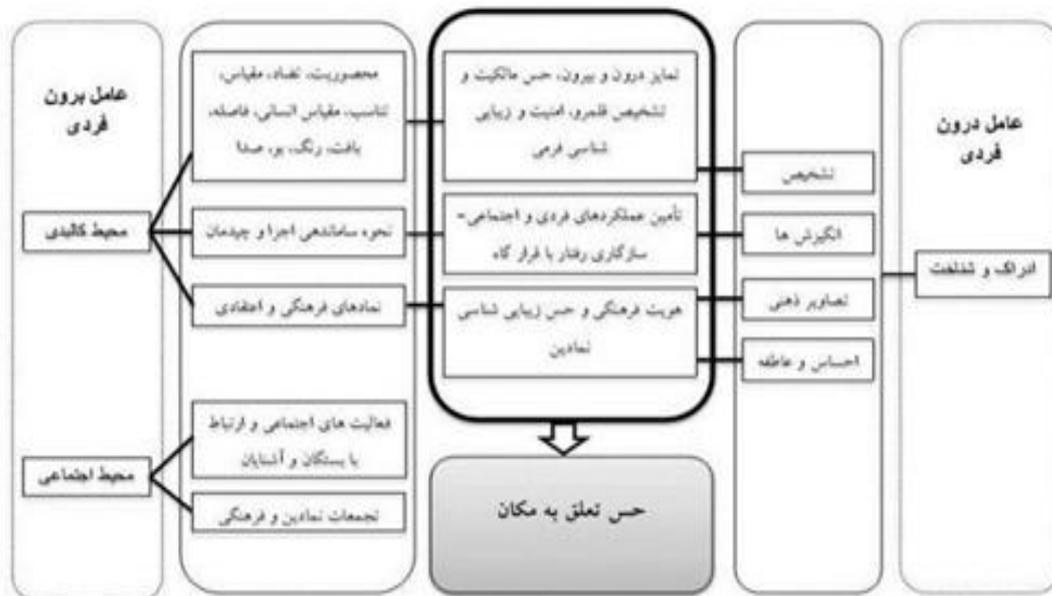 عامل درون
فردی
ادراک و شناخت
تشخیص
انگیزش ها
تصاویر ذهنی
احساس و عاطفه
تمایز درون و بیرون، حس مالکیت و
تشخیص قلمرو، امنیت و زیبایی
شناسی فرمی
تأمین عملکردهای فردی و اجتماعی-
سازگاری رفتار با قرار گاه
هویت فرهنگی و حس زیبایی شناسی
نمادین
حس تعلق به مکان
محصوریت، تضاد، مقیاس،
تناسب، مقیاس انسانی، فاصله،
بافت، رنگ، بو، صدا
نحوه ساماندهی اجزا و چیدمان
نمادهای فرهنگی و اعتقادی
فعالیت های اجتماعی و ارتباط
با بستگان و آشنایان
تجمعات نمادین و فرهنگی
عامل برون
فردی
محیط کالبدی
محیط اجتماعی